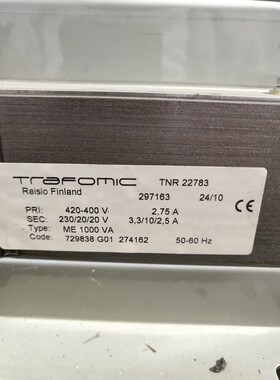 TRAFOMIC TNR 22783
Raisio Finland 297163 24/10
CE
PRI: 420-400 V 2,75 A
SEC: 230/20/20 V 3,3/10/2,5 A
Type: ME 1000 VA
Code: 729838 G01 274162 50-60 Hz